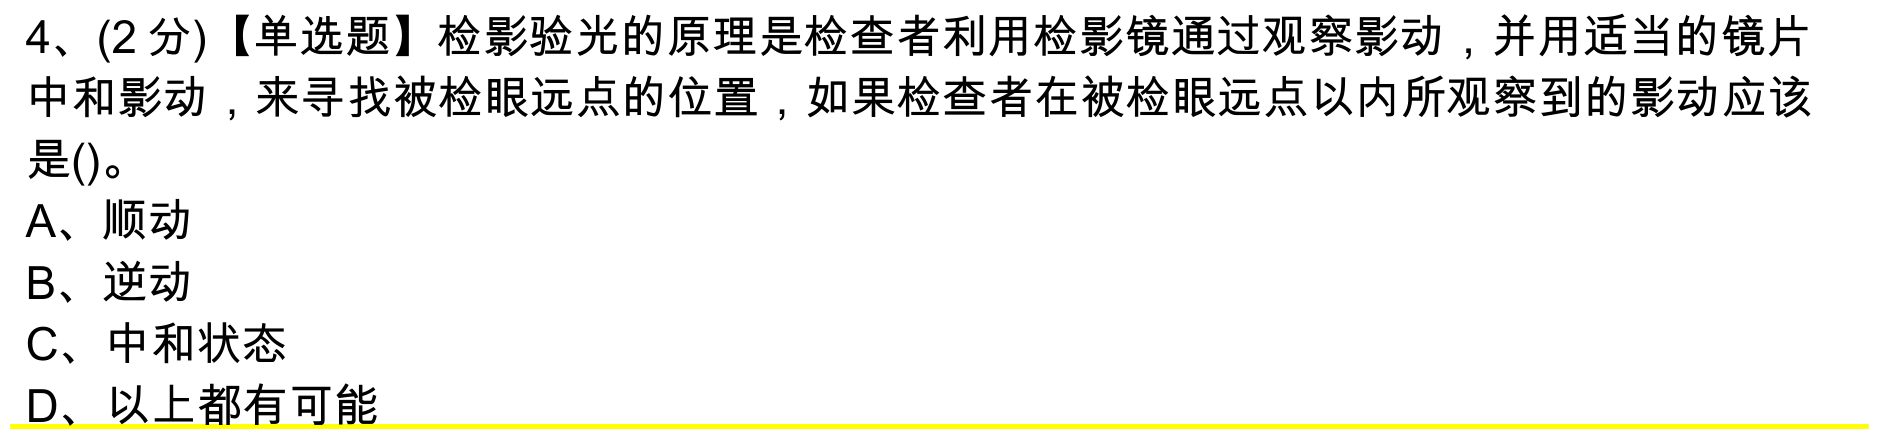 4、(2 分)【单选题】检影验光的原理是检查者利用检影镜通过观察影动，并用适当的镜片
中和影动，来寻找被检眼远点的位置，如果检查者在被检眼远点以内所观察到的影动应该
是()。
A、顺动
B、逆动
C、中和状态
D、以上都有可能